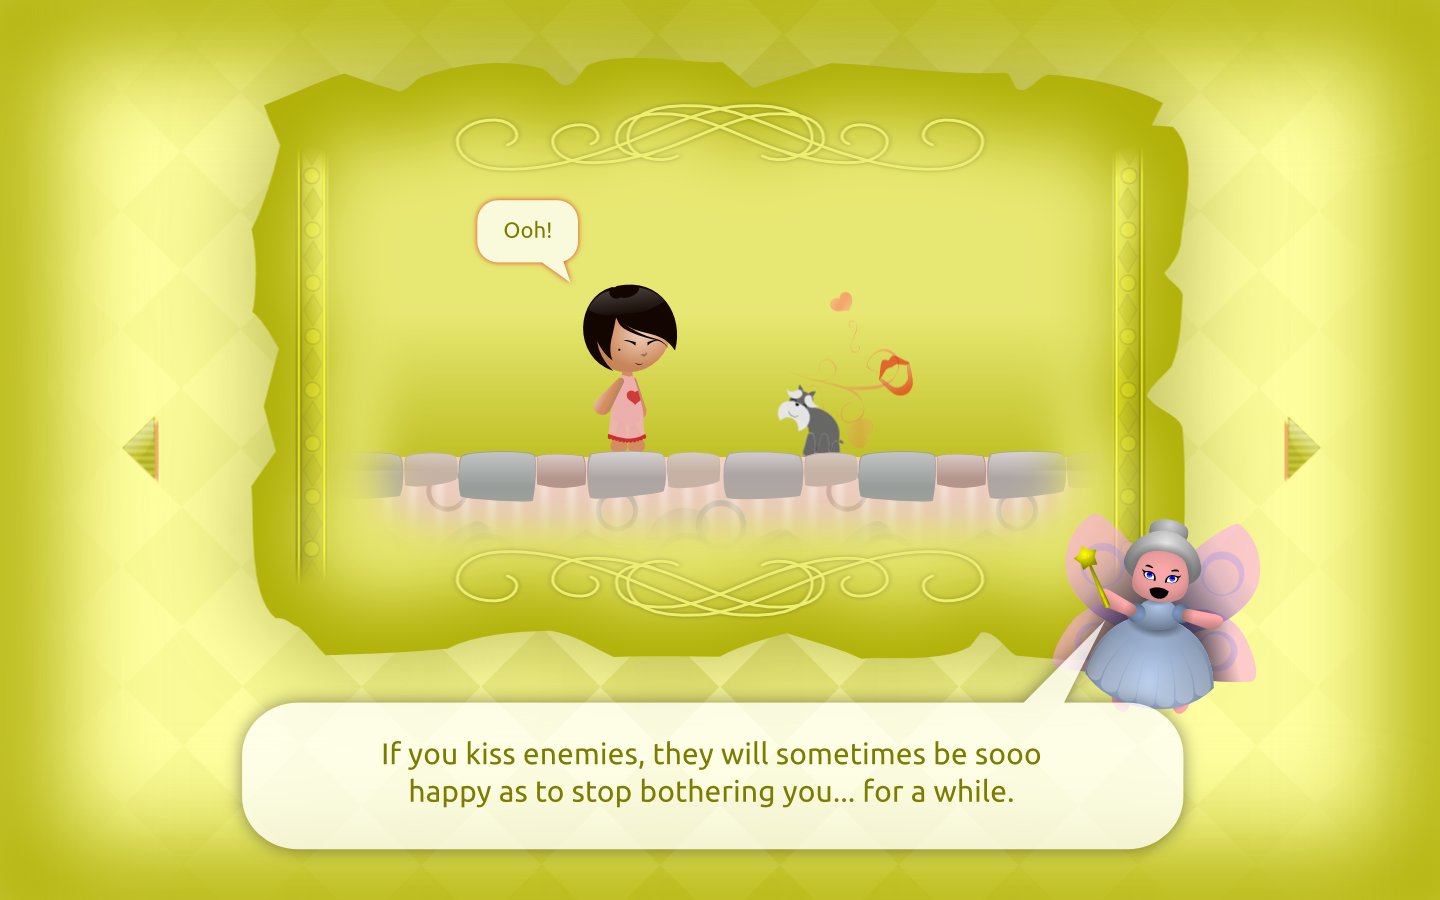 Ooh!
If you kiss enemies, they will sometimes be sooo
happy as to stop bothering you... for a while.